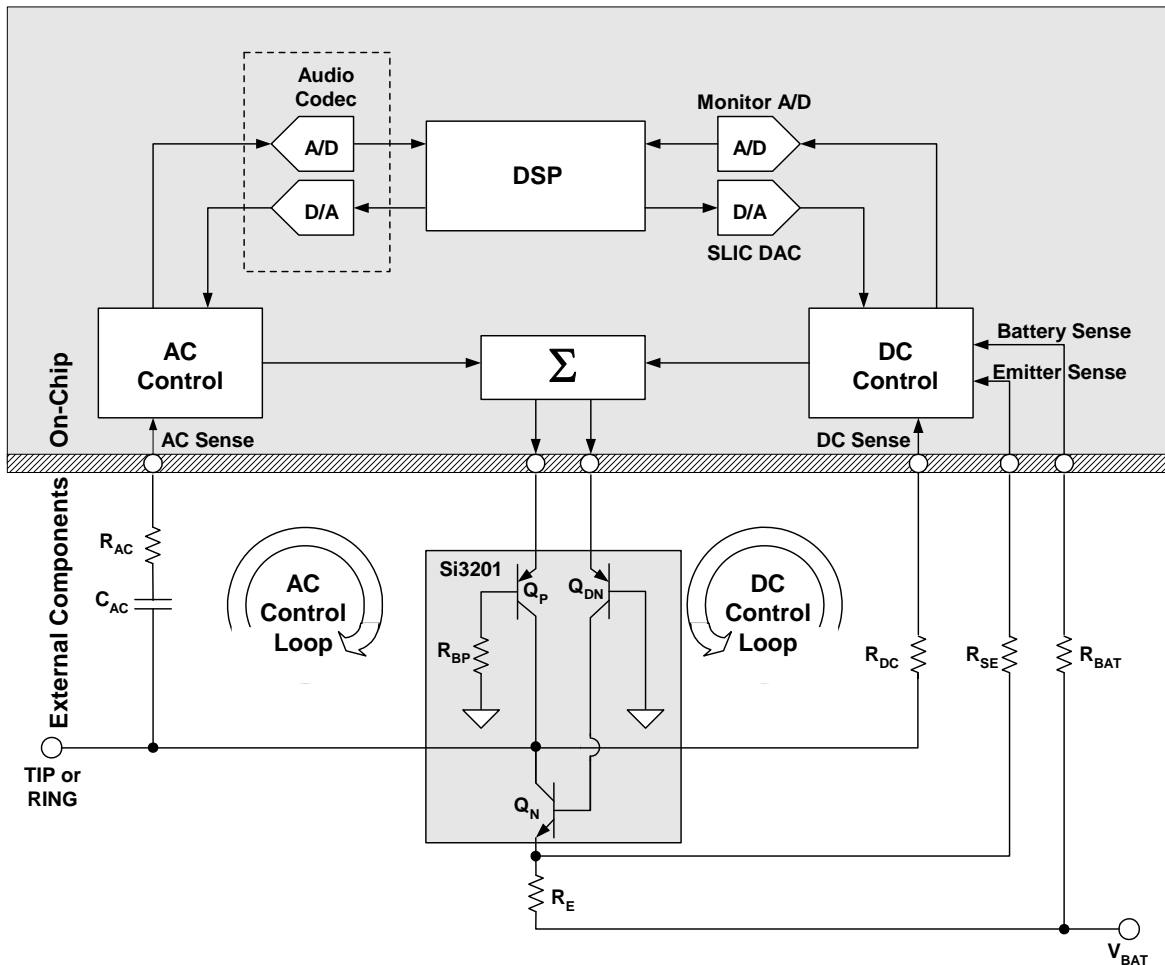 Audio
Codec
Monitor A/D
A/D
DSP
A/D
D/A
D/A
SLIC DAC
AC
Control
Σ
DC
Control
Battery Sense
Emitter Sense
On-Chip
AC Sense
DC Sense
External Components
R_AC
C_AC
AC
Control
Loop
Si3201
Q_P
Q_DN
R_BP
DC
Control
Loop
R_DC
R_SE
R_BAT
TIP or
RING
Q_N
R_E
V_BAT